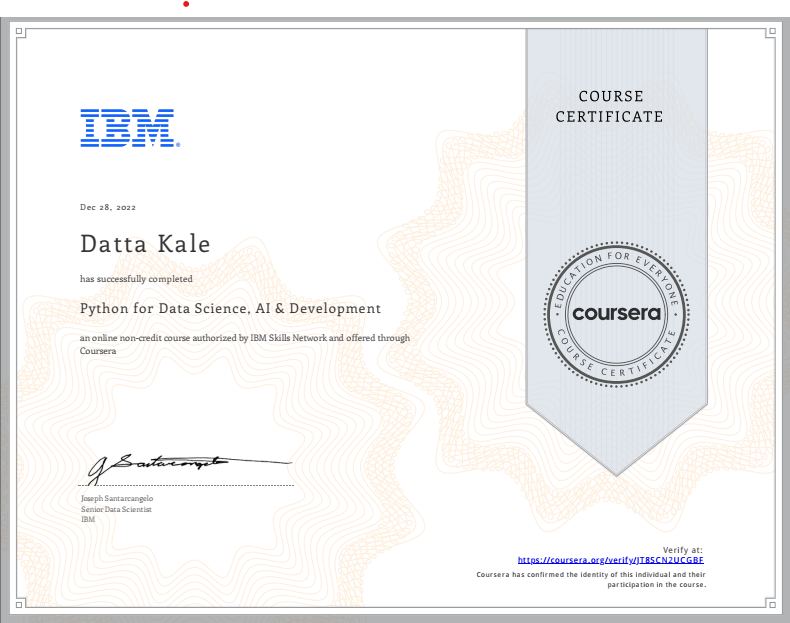 IBM®
COURSE
CERTIFICATE
Dec 28, 2022
Datta Kale
has successfully completed
Python for Data Science, AI & Development
an online non-credit course authorized by IBM Skills Network and offered through
Coursera
EDUCATION FOR EVERYONE
coursera
COURSE CERTIFICATE
Joseph Santarcangelo
Senior Data Scientist
IBM
Verify at:
https://coursera.org/verify/JT8SCN2UCGBF
Coursera has confirmed the identity of this individual and their
participation in the course.